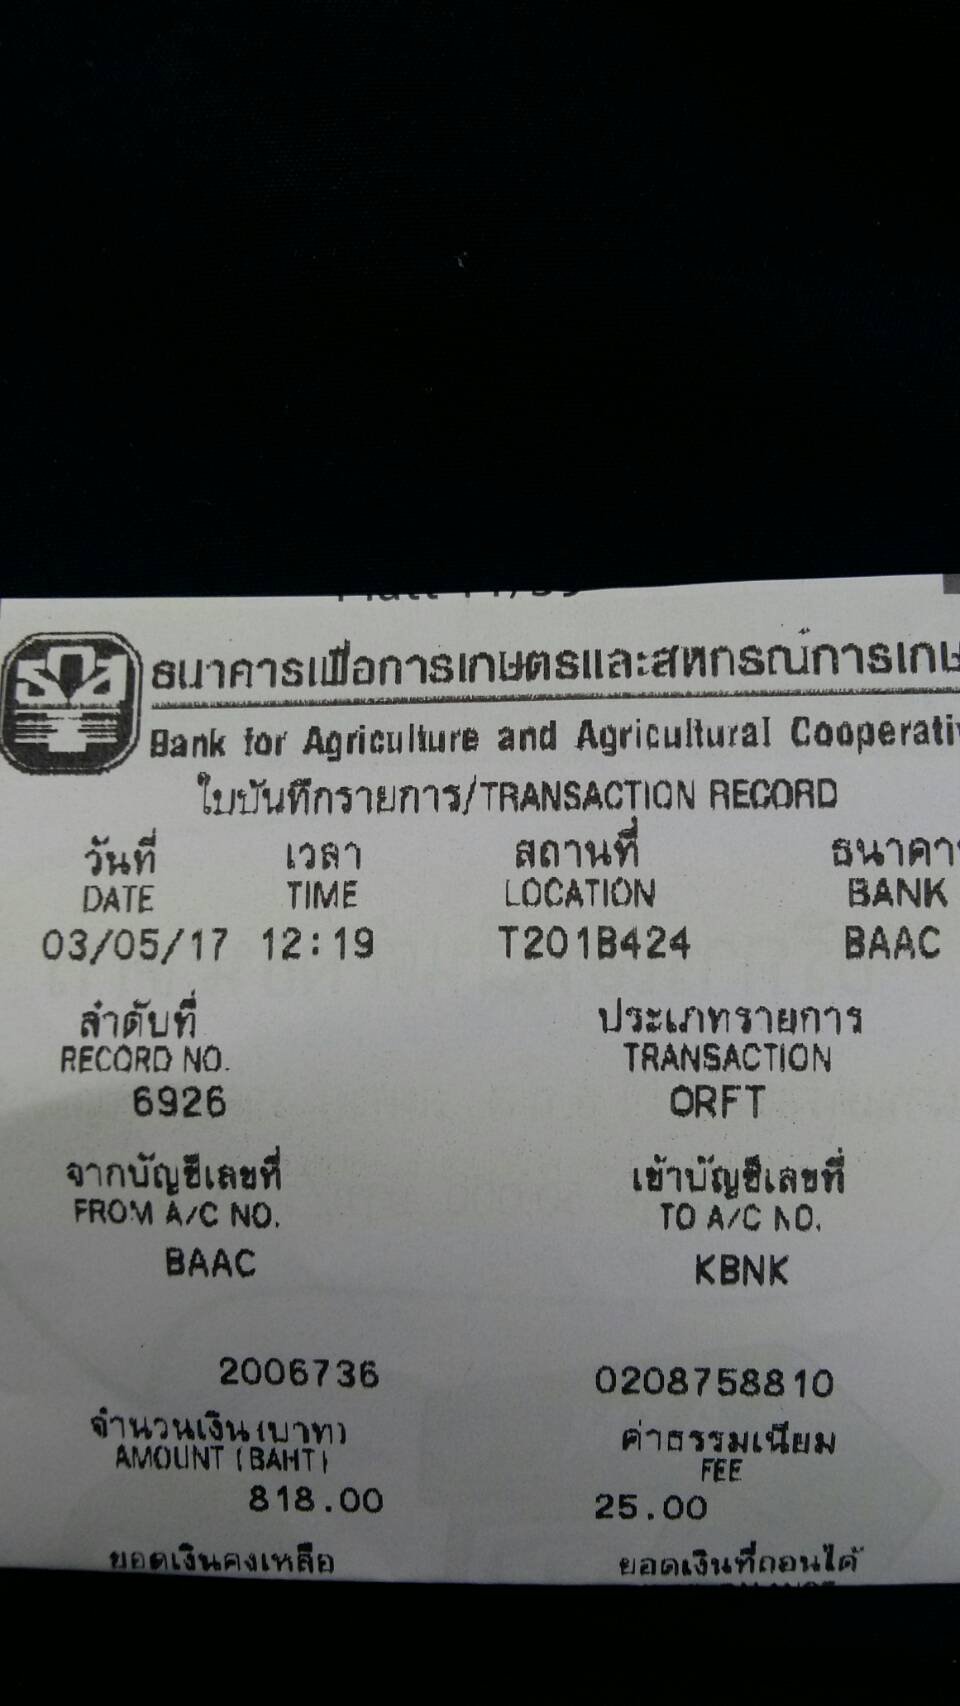 ธนาคารเพื่อการเกษตรและสหกรณ์การเกษ
Bank for Agriculture and Agricultural Cooperati
ใบบันทึกรายการ/TRANSACTION RECORD
วันที่ เวลา สถานที่ ธนาคาร
DATE TIME LOCATION BANK
03/05/17 12:19 T201B424 BAAC
ลำดับที่ ประเภทรายการ
RECORD NO. TRANSACTION
6926 ORFT
จากบัญชีเลขที่ เข้าบัญชีเลขที่
FROM A/C NO. TO A/C NO.
BAAC KBNK
2006736 0208758810
จำนวนเงิน(บาท) ค่าธรรมเนียม
AMOUNT (BAHT) FEE
818.00 25.00
ยอดเงินคงเหลือ ยอดเงินที่ถอนได้